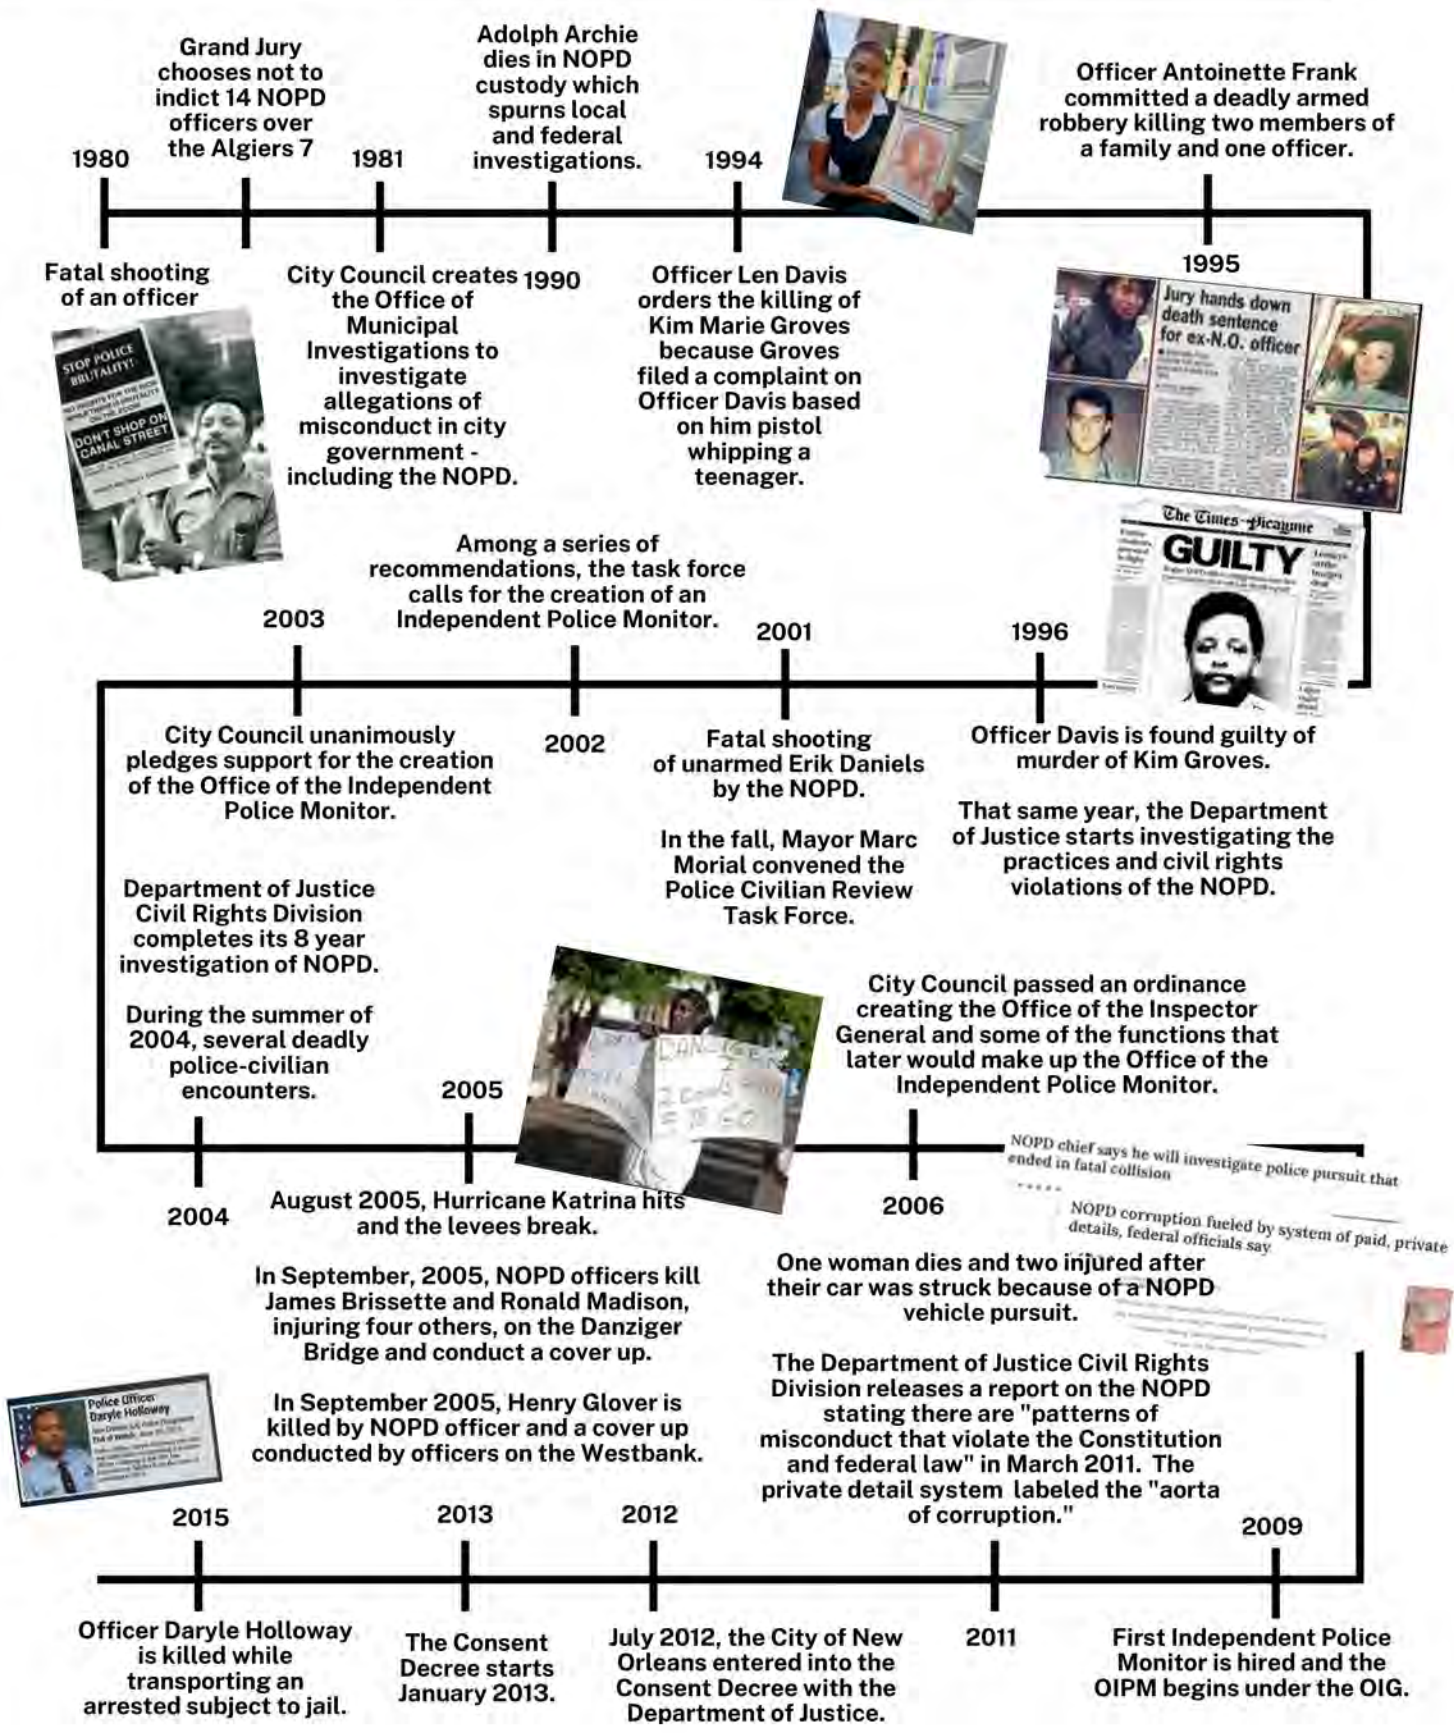 1980
Grand Jury
chooses not to
indict 14 NOPD
officers over
the Algiers 7
1981
Adolph Archie
dies in NOPD
custody which
spurns local
and federal
investigations.
1994
Officer Antoinette Frank
committed a deadly armed
robbery killing two members of
a family and one officer.
Fatal shooting
of an officer
STOP POLICE
BRUTALITY!
DON'T SHOP ON
CANAL STREET
City Council creates
the Office of
Municipal
Investigations to
investigate
allegations of
misconduct in city
government -
including the NOPD.
1990
Officer Len Davis
orders the killing of
Kim Marie Groves
because Groves
filed a complaint on
Officer Davis based
on him pistol
whipping a
teenager.
1995
Jury hands down
death sentence
for ex-N.O. officer
The Times-Picayune
GUILTY
2003
Among a series of
recommendations, the task force
calls for the creation of an
Independent Police Monitor.
2001
1996
City Council unanimously
pledges support for the creation
of the Office of the Independent
Police Monitor.
2002
Fatal shooting
of unarmed Erik Daniels
by the NOPD.
In the fall, Mayor Marc
Morial convened the
Police Civilian Review
Task Force.
Officer Davis is found guilty of
murder of Kim Groves.
That same year, the Department
of Justice starts investigating the
practices and civil rights
violations of the NOPD.
Department of Justice
Civil Rights Division
completes its 8 year
investigation of NOPD.
During the summer of
2004, several deadly
police-civilian
encounters.
2005
DANZIGER
City Council passed an ordinance
creating the Office of the Inspector
General and some of the functions that
later would make up the Office of the
Independent Police Monitor.
2004
August 2005, Hurricane Katrina hits
and the levees break.
In September, 2005, NOPD officers kill
James Brissette and Ronald Madison,
injuring four others, on the Danziger
Bridge and conduct a cover up.
In September 2005, Henry Glover is
killed by NOPD officer and a cover up
conducted by officers on the Westbank.
2006
NOPD chief says he will investigate police pursuit that
ended in fatal collision
NOPD corruption fueled by system of paid, private
details, federal officials say
One woman dies and two injured after
their car was struck because of a NOPD
vehicle pursuit.
The Department of Justice Civil Rights
Division releases a report on the NOPD
stating there are "patterns of
misconduct that violate the Constitution
and federal law" in March 2011. The
private detail system labeled the "aorta
of corruption."
Police Officer
Daryle Holloway
2015
2013
2012
2009
Officer Daryle Holloway
is killed while
transporting an
arrested subject to jail.
The Consent
Decree starts
January 2013.
July 2012, the City of New
Orleans entered into the
Consent Decree with the
Department of Justice.
2011
First Independent Police
Monitor is hired and the
OIPM begins under the OIG.